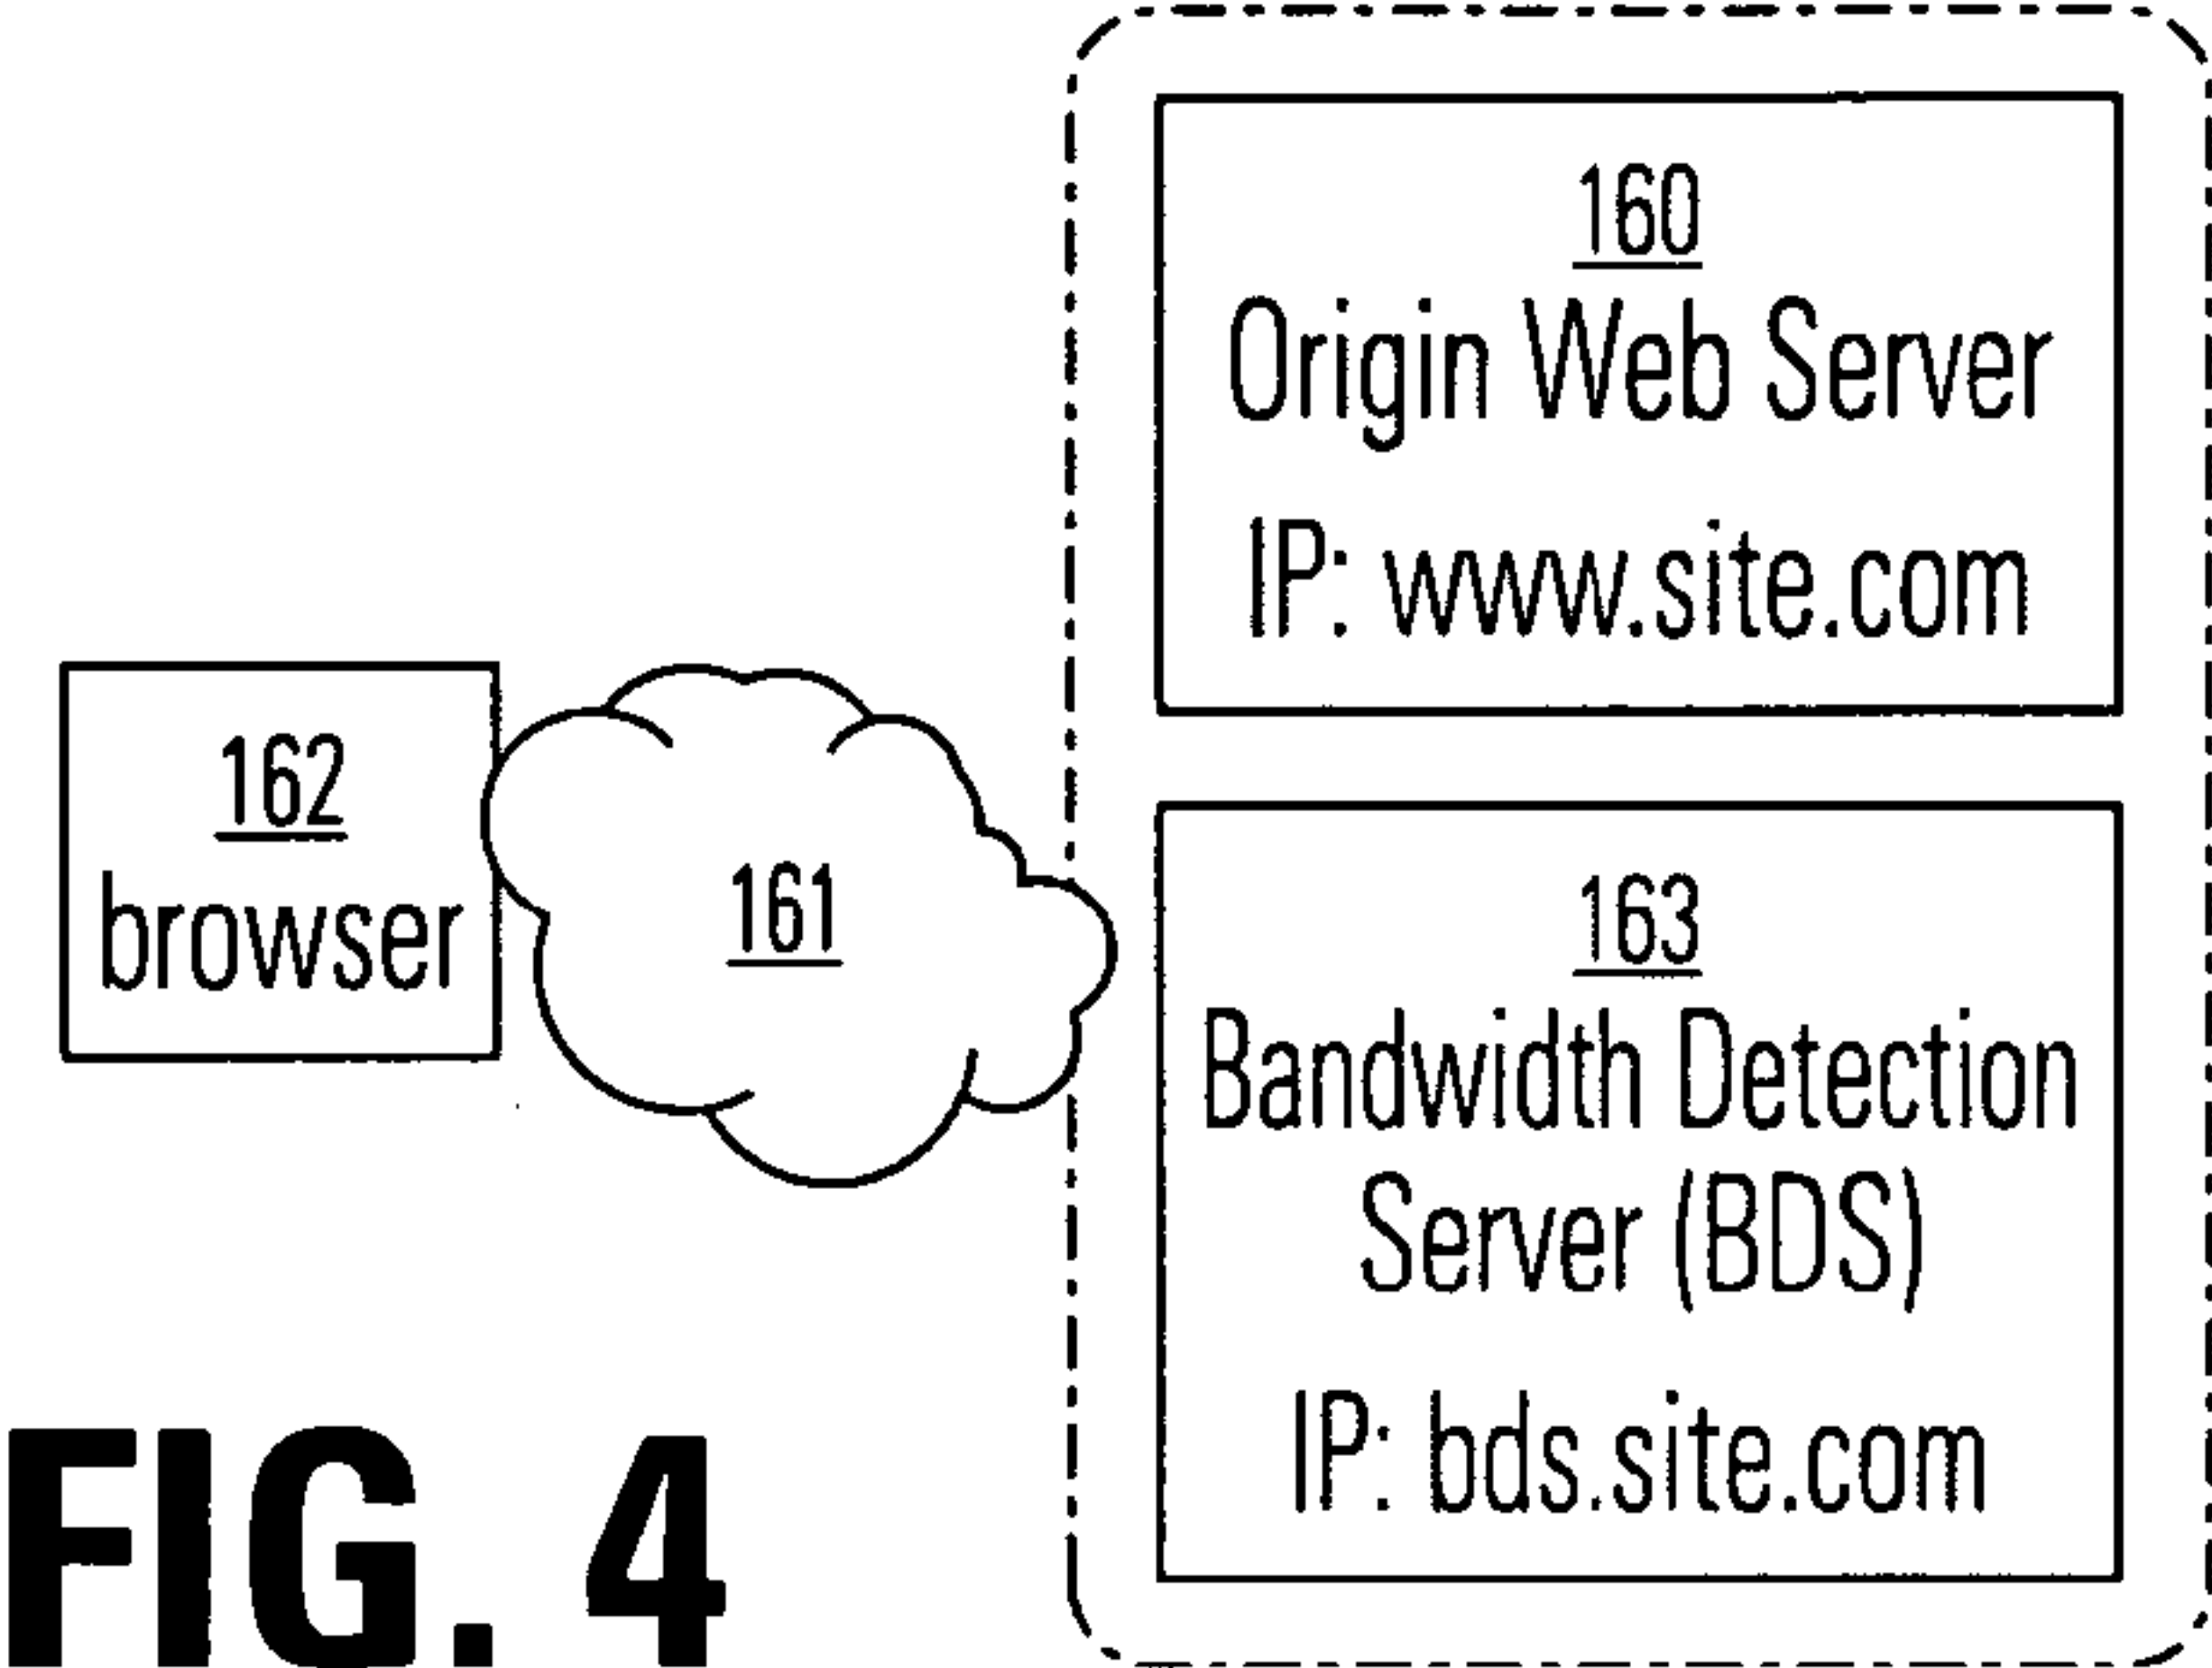 160
Origin Web Server
IP: www.site.com
162
browser
161
163
Bandwidth Detection
Server (BDS)
IP: bds.site.com
FIG. 4